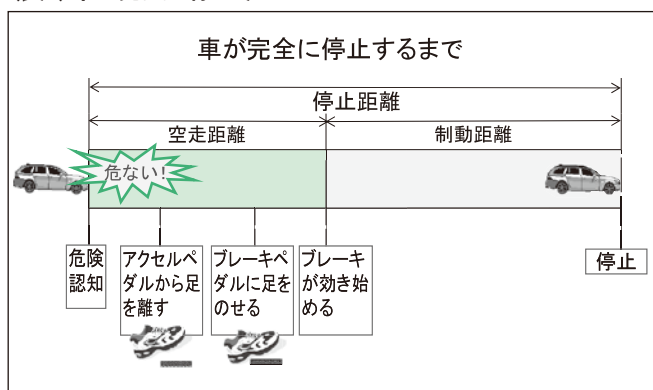 車が完全に停止するまで
停止距離
空走距離
制動距離
危ない!
危険
認知
アクセルペ
ダルから足
を離す
ブレーキペ
ダルに足を
のせる
ブレーキ
が効き始
める
停止